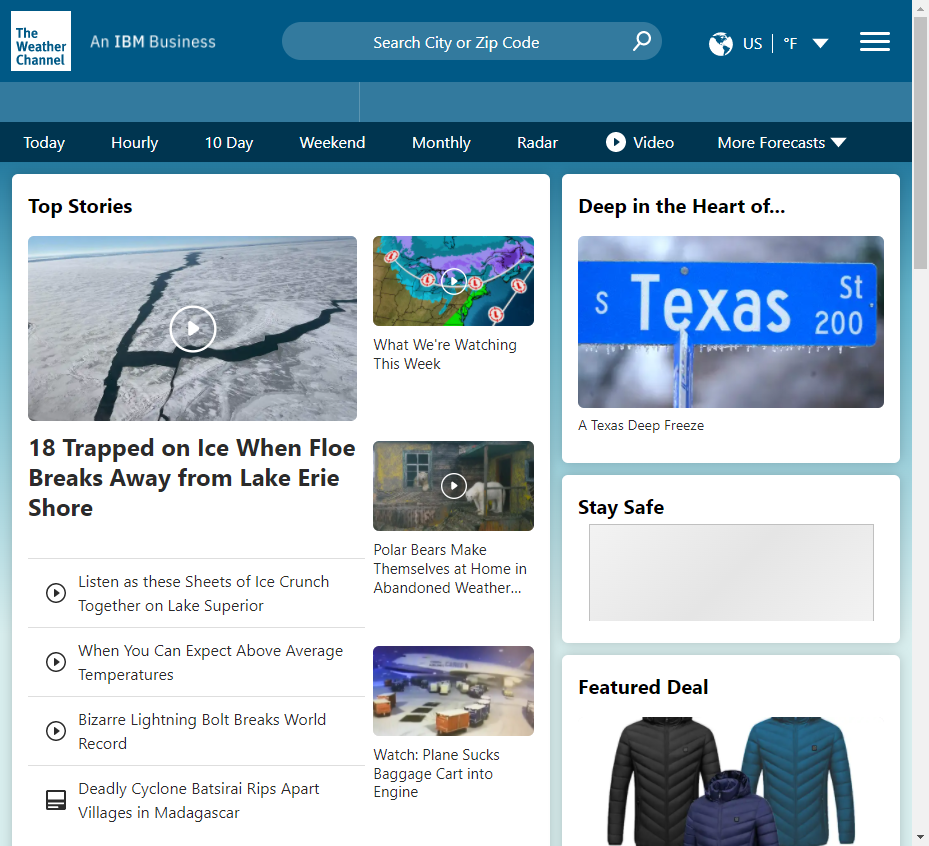 The
Weather
Channel
An IBM Business
Search City or Zip Code
US
°F
Today
Hourly
10 Day
Weekend
Monthly
Radar
Video
More Forecasts
Top Stories
18 Trapped on Ice When Floe
Breaks Away from Lake Erie
Shore
Listen as these Sheets of Ice Crunch
Together on Lake Superior
When You Can Expect Above Average
Temperatures
Bizarre Lightning Bolt Breaks World
Record
Deadly Cyclone Batsirai Rips Apart
Villages in Madagascar
L
L
L
L
L
What We're Watching
This Week
Polar Bears Make
Themselves at Home in
Abandoned Weather...
Watch: Plane Sucks
Baggage Cart into
Engine
Deep in the Heart of...
S Texas St
200
A Texas Deep Freeze
Stay Safe
Featured Deal